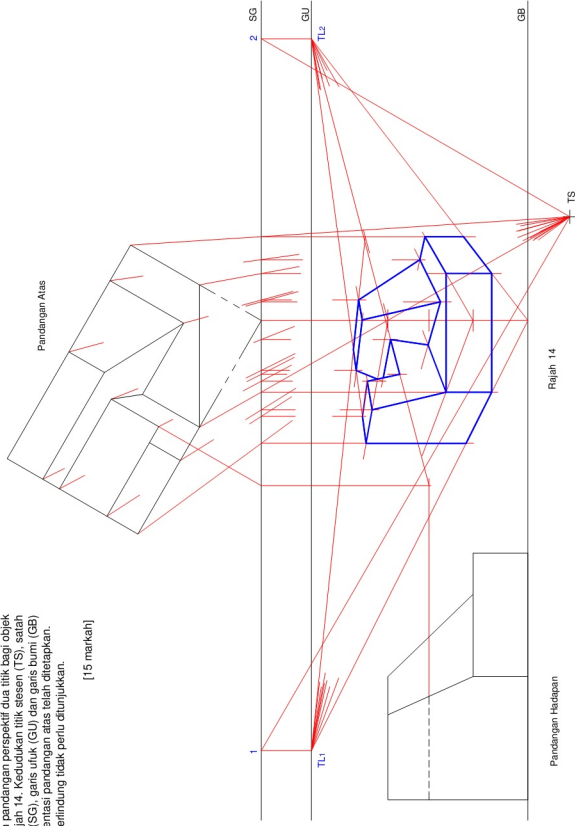 pandangan perspektif dua titik bagi objek
jah 14. Kedudukan titik stesen (TS), satah
(SG), garis ufuk (GU) dan garis bumi (GB)
entasi pandangan atas telah ditetapkan.
erlindung tidak perlu ditunjukkan.
[15 markah]
Pandangan Atas
SG
GU
GB
2
TL2
TS
1
TL1
Rajah 14
Pandangan Hadapan